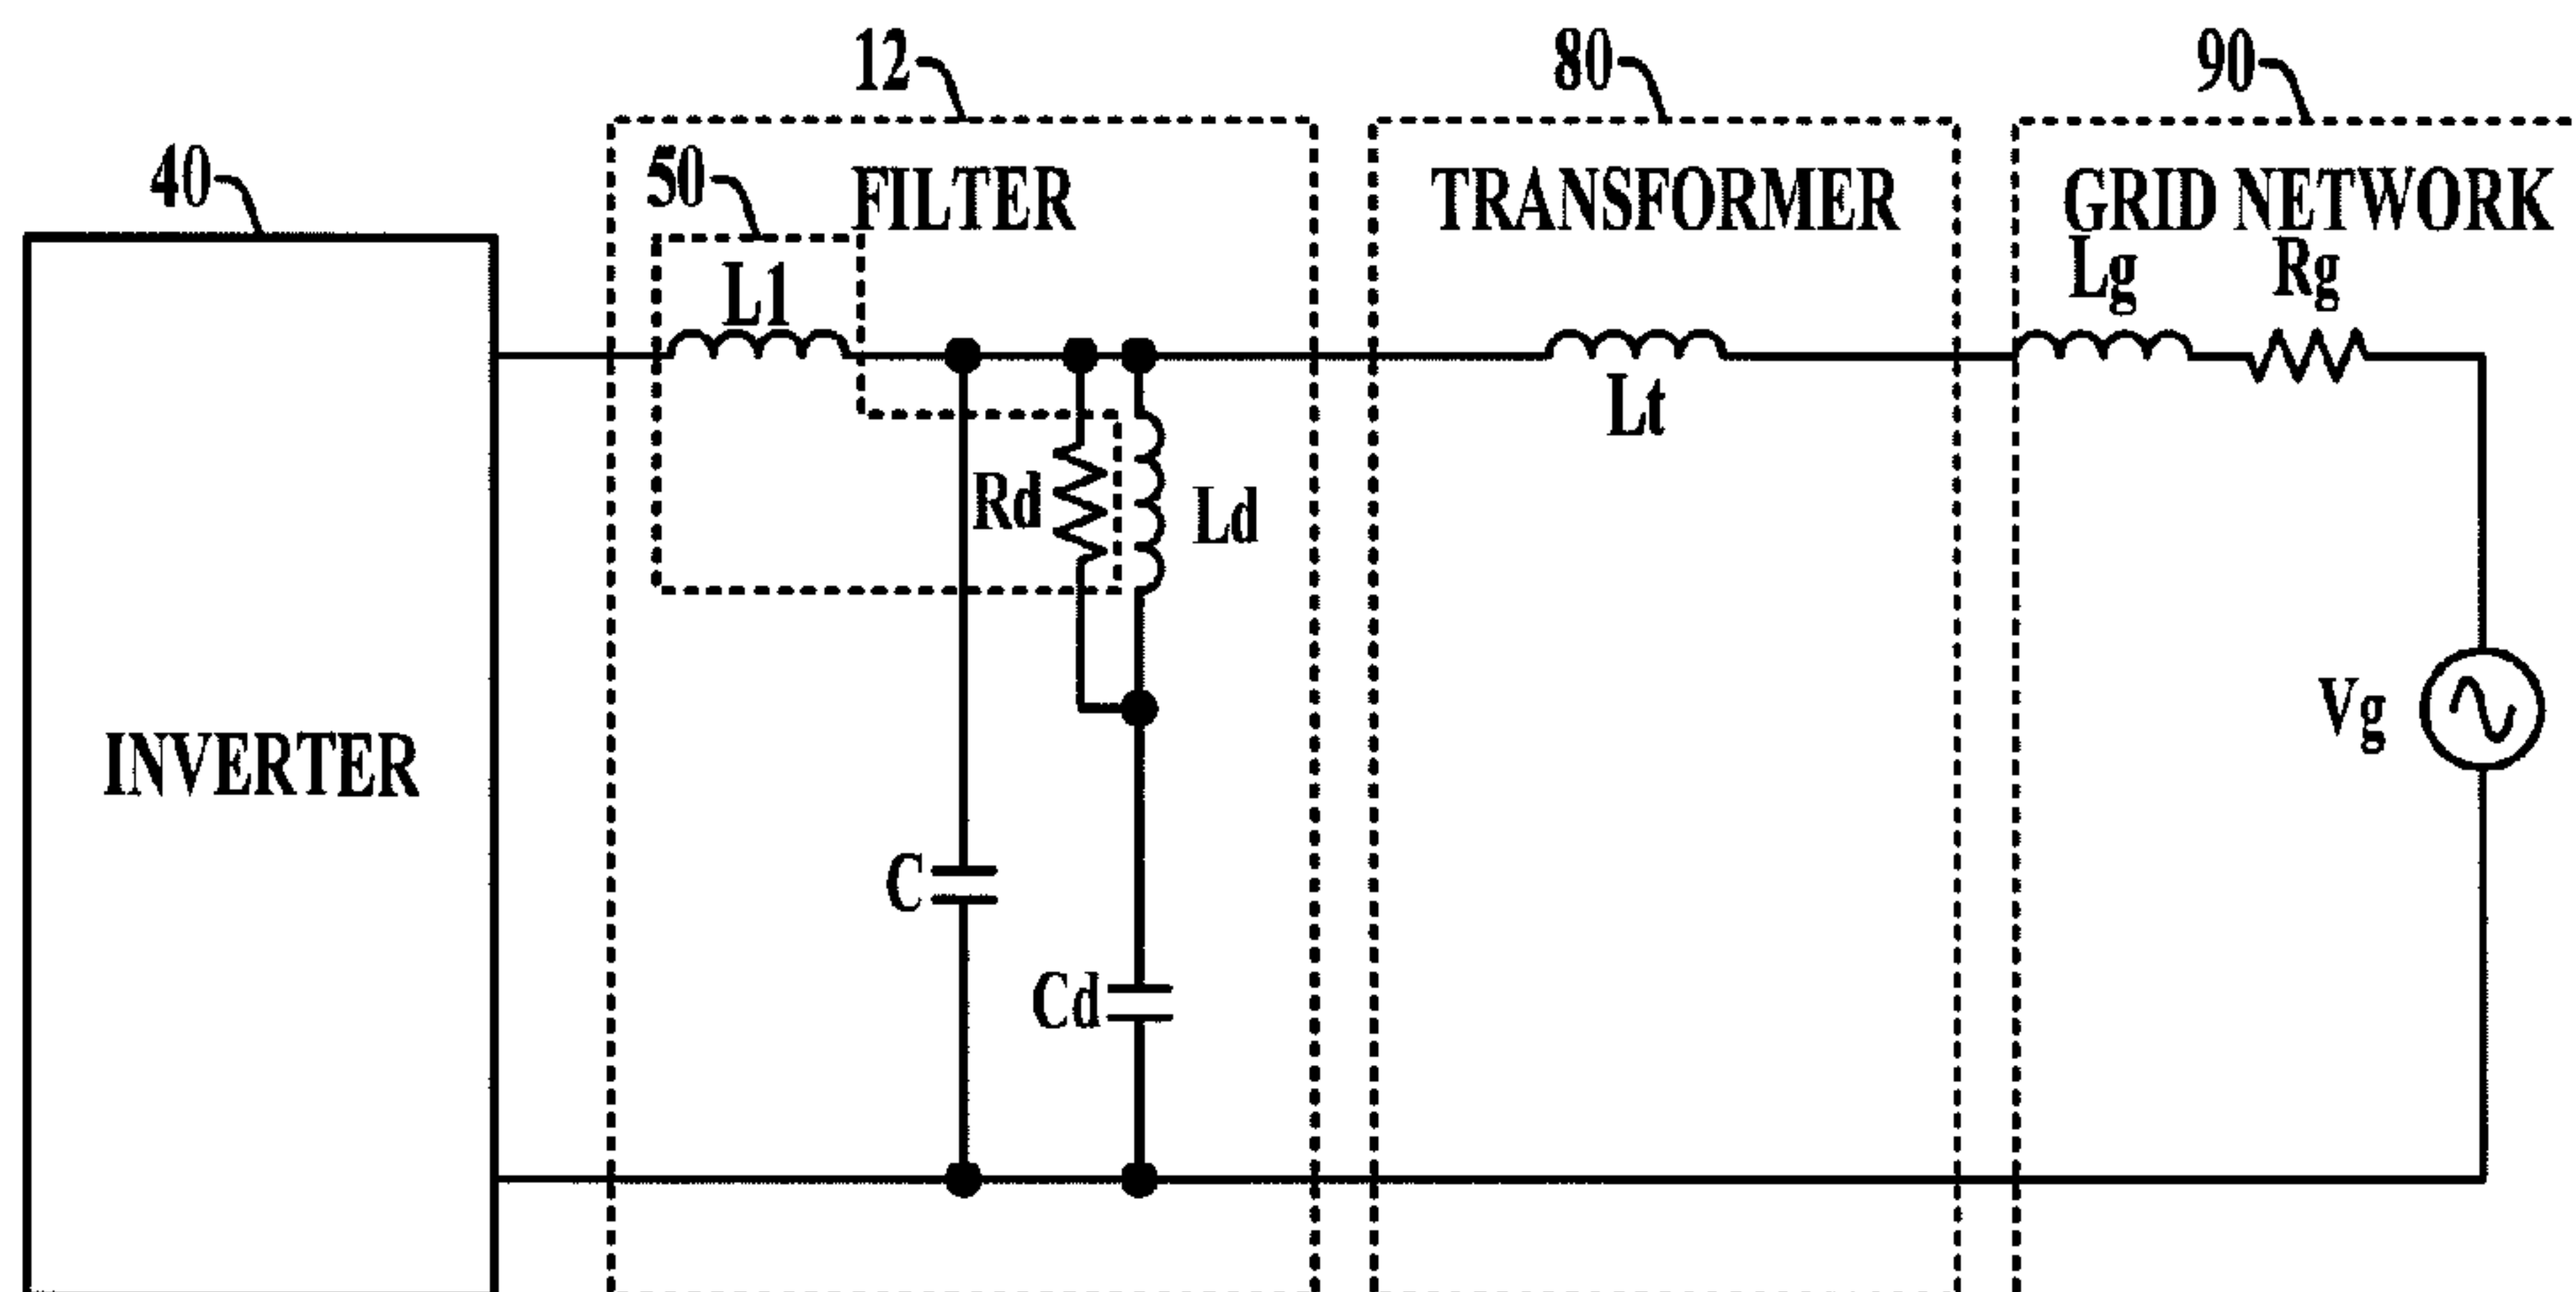 12
80
90
40
50
FILTER
TRANSFORMER
GRID NETWORK
L1
Lg
Rg
Lt
Rd
Ld
Vg
INVERTER
C
Cd